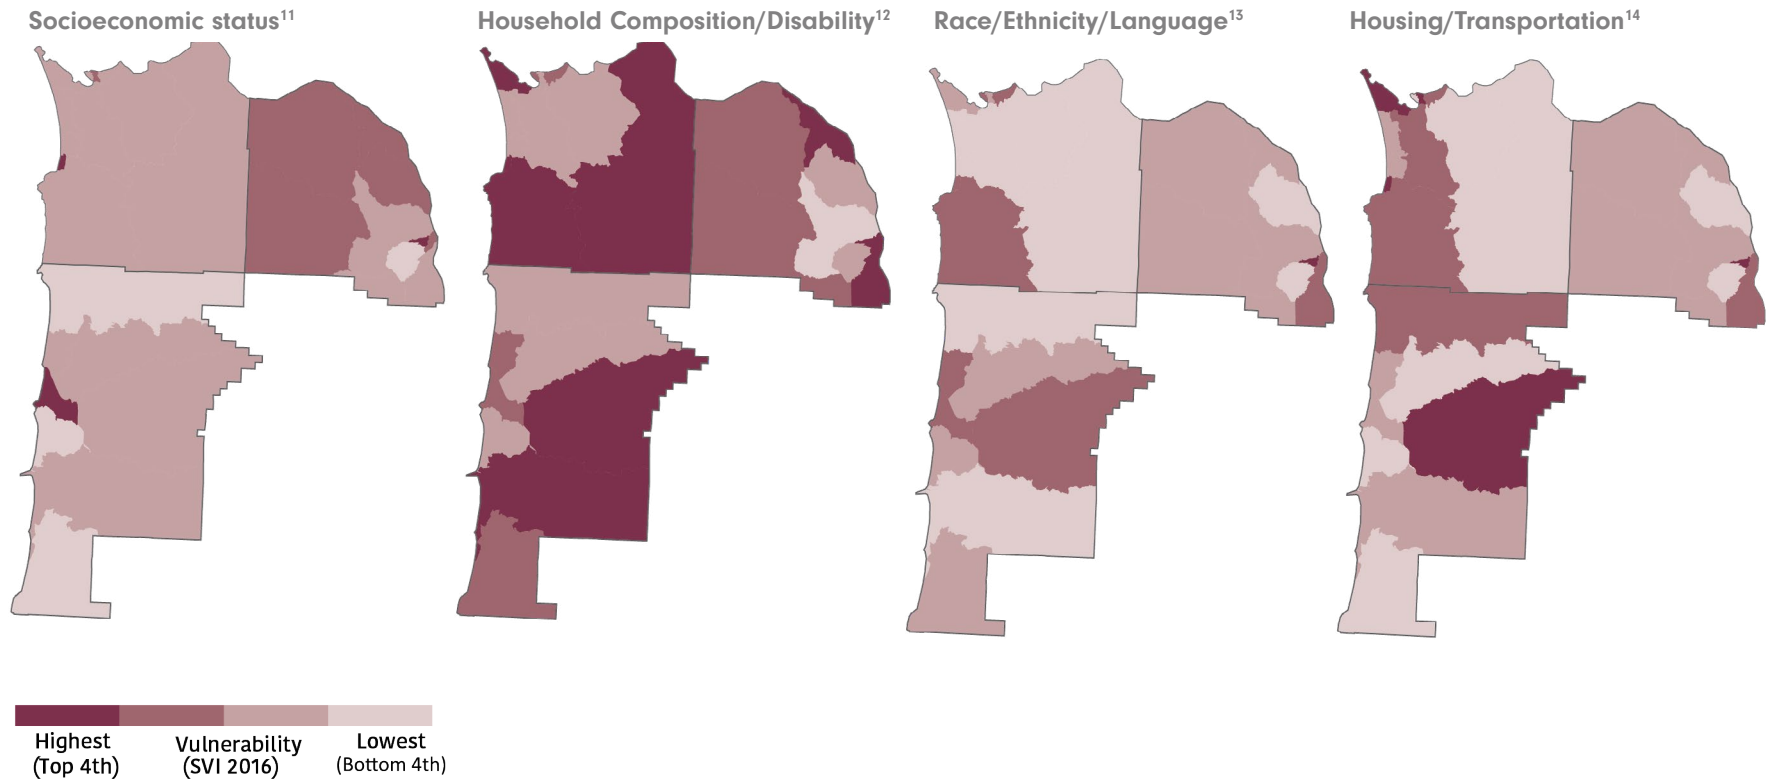 Socioeconomic status¹¹
Household Composition/Disability¹²
Race/Ethnicity/Language¹³
Housing/Transportation¹⁴
Highest
(Top 4th)
Vulnerability
(SVI 2016)
Lowest
(Bottom 4th)